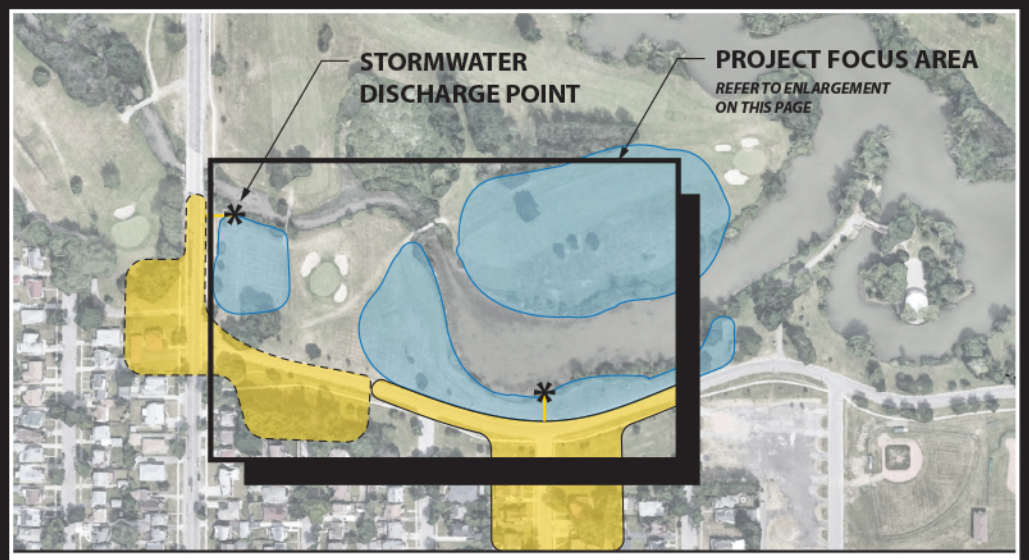 STORMWATER
DISCHARGE POINT
PROJECT FOCUS AREA
REFER TO ENLARGEMENT
ON THIS PAGE